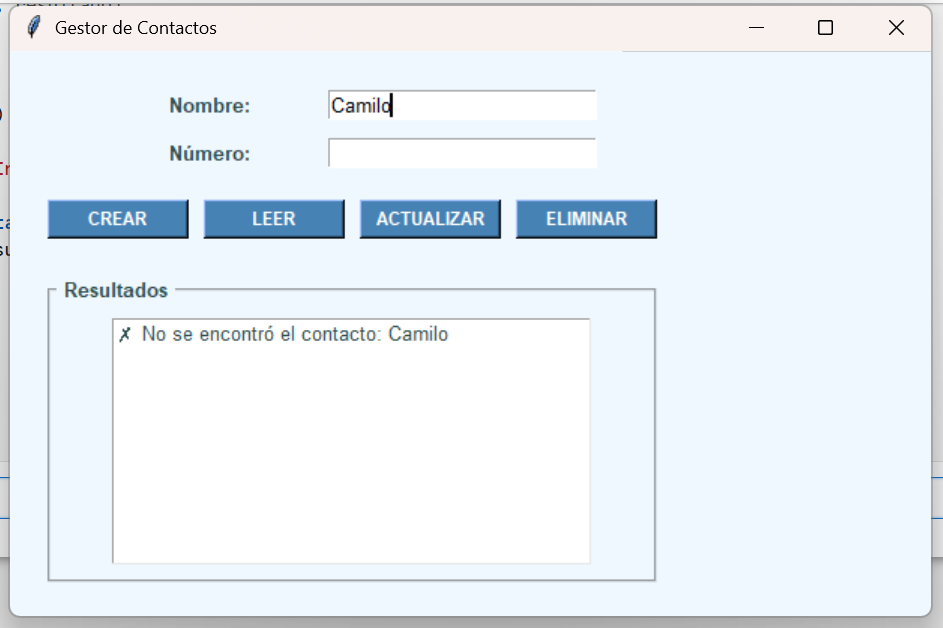 Gestor de Contactos
Nombre: Camilo
Número:
CREAR LEER ACTUALIZAR ELIMINAR
Resultados
✗ No se encontró el contacto: Camilo